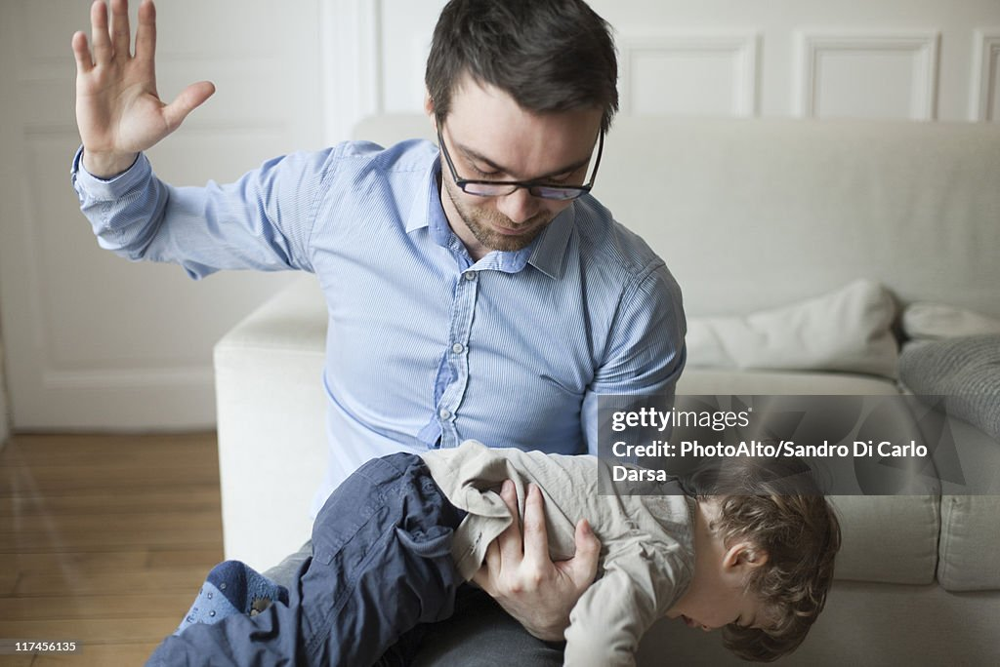 gettyimages®
PhotoAlto/Sandro Di Carlo
Darsa
117456135